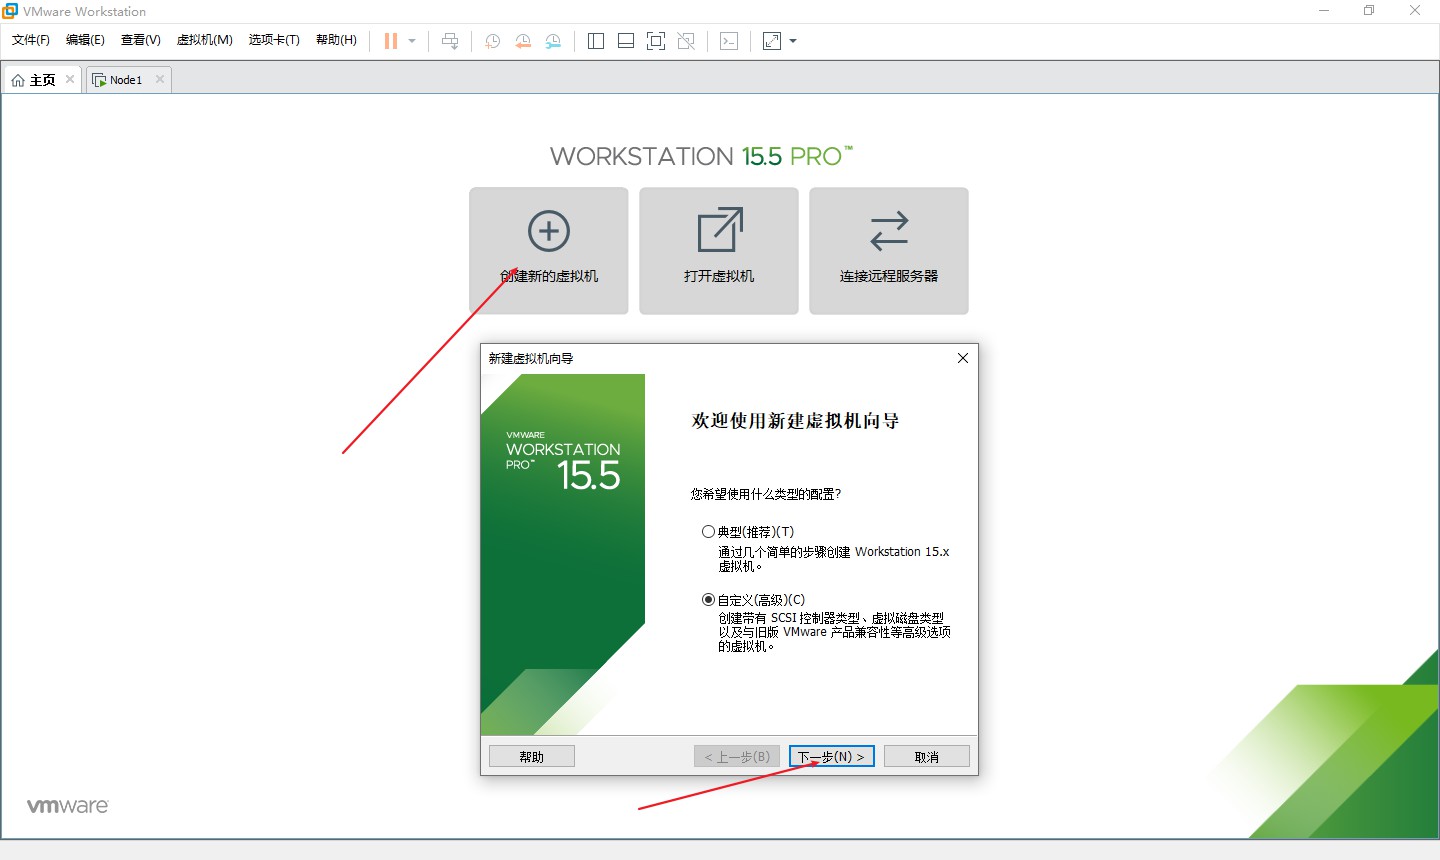 VMware Workstation
文件(F) 编辑(E) 查看(V) 虚拟机(M) 选项卡(T) 帮助(H)
主页 Node1
WORKSTATION 15.5 PRO™
创建新的虚拟机 打开虚拟机 连接远程服务器
新建虚拟机向导
VMWARE
WORKSTATION
PRO™ 15.5
欢迎使用新建虚拟机向导
您希望使用什么类型的配置?
典型(推荐)(T)
通过几个简单的步骤创建 Workstation 15.x
虚拟机。
自定义(高级)(C)
创建带有 SCSI 控制器类型、虚拟磁盘类型
以及与旧版 VMware 产品兼容性等高级选项
的虚拟机。
帮助 < 上一步(B) 下一步(N) > 取消
vmware